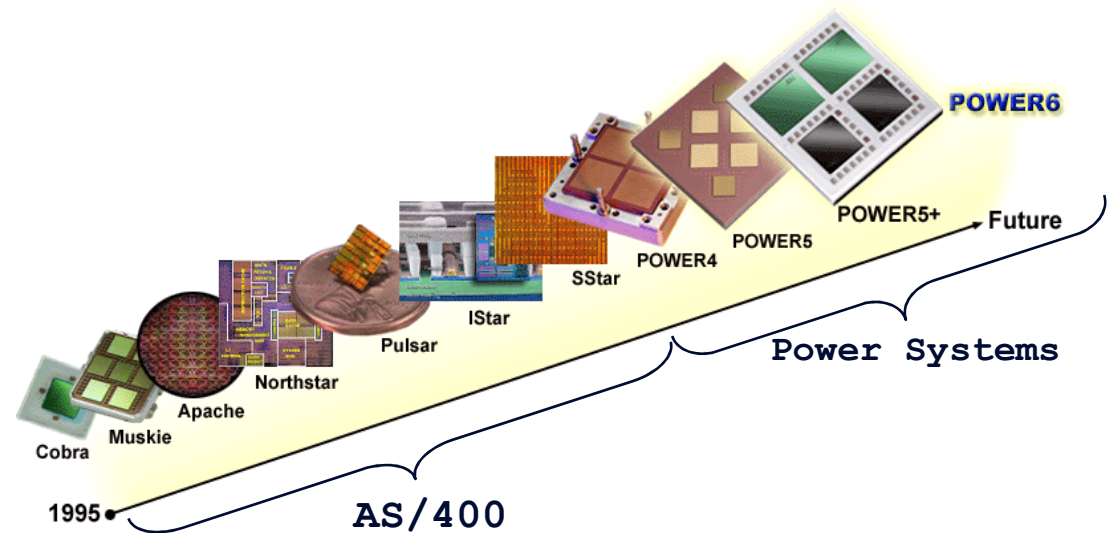 POWER6
POWER5+
Future
POWER5
POWER4
SStar
IStar
Pulsar
Northstar
Apache
Muskie
Cobra
1995
Power Systems
AS/400